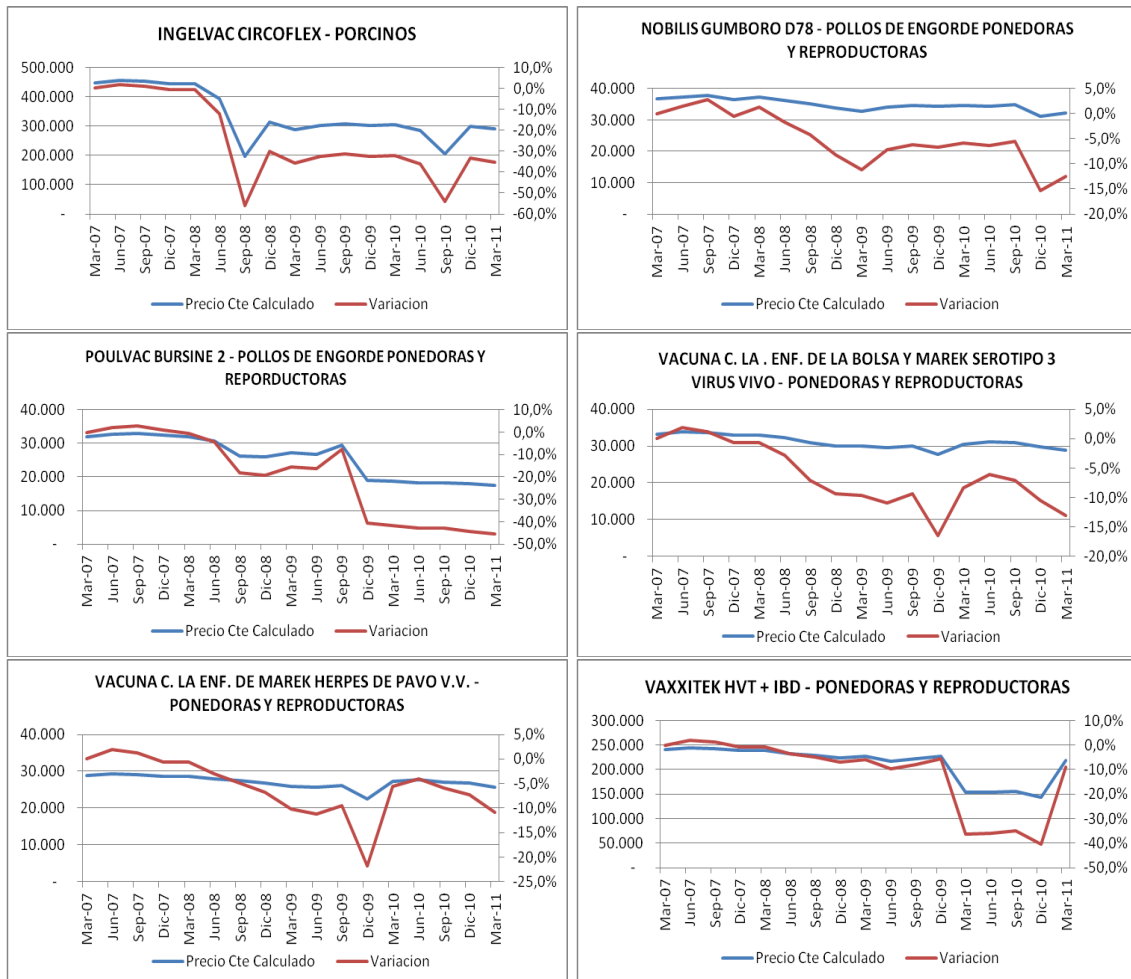 INGELVAC CIRCOFLEX - PORCINOS
500.000
400.000
300.000
200.000
100.000
-
10,0%
0,0%
-10,0%
-20,0%
-30,0%
-40,0%
-50,0%
-60,0%
Mar-07
Jun-07
Sep-07
Dic-07
Mar-08
Jun-08
Sep-08
Dic-08
Mar-09
Jun-09
Sep-09
Dic-09
Mar-10
Jun-10
Sep-10
Dic-10
Mar-11
Precio Cte Calculado
Variacion
NOBILIS GUMBORO D78 - POLLOS DE ENGORDE PONEDORAS
Y REPRODUCTORAS
40.000
30.000
20.000
10.000
-
5,0%
0,0%
-5,0%
-10,0%
-15,0%
-20,0%
Mar-07
Jun-07
Sep-07
Dic-07
Mar-08
Jun-08
Sep-08
Dic-08
Mar-09
Jun-09
Sep-09
Dic-09
Mar-10
Jun-10
Sep-10
Dic-10
Mar-11
Precio Cte Calculado
Variacion
POULVAC BURSINE 2 - POLLOS DE ENGORDE PONEDORAS Y
REPORDUCTORAS
40.000
30.000
20.000
10.000
-
10,0%
0,0%
-10,0%
-20,0%
-30,0%
-40,0%
-50,0%
Mar-07
Jun-07
Sep-07
Dic-07
Mar-08
Jun-08
Sep-08
Dic-08
Mar-09
Jun-09
Sep-09
Dic-09
Mar-10
Jun-10
Sep-10
Dic-10
Mar-11
Precio Cte Calculado
Variacion
VACUNA C. LA . ENF. DE LA BOLSA Y MAREK SEROTIPO 3
VIRUS VIVO - PONEDORAS Y REPRODUCTORAS
40.000
30.000
20.000
10.000
-
5,0%
0,0%
-5,0%
-10,0%
-15,0%
-20,0%
Mar-07
Jun-07
Sep-07
Dic-07
Mar-08
Jun-08
Sep-08
Dic-08
Mar-09
Jun-09
Sep-09
Dic-09
Mar-10
Jun-10
Sep-10
Dic-10
Mar-11
Precio Cte Calculado
Variacion
VACUNA C. LA ENF. DE MAREK HERPES DE PAVO V.V. -
PONEDORAS Y REPRODUCTORAS
40.000
30.000
20.000
10.000
-
5,0%
0,0%
-5,0%
-10,0%
-15,0%
-20,0%
-25,0%
Mar-07
Jun-07
Sep-07
Dic-07
Mar-08
Jun-08
Sep-08
Dic-08
Mar-09
Jun-09
Sep-09
Dic-09
Mar-10
Jun-10
Sep-10
Dic-10
Mar-11
Precio Cte Calculado
Variacion
VAXXITEK HVT + IBD - PONEDORAS Y REPRODUCTORAS
300.000
250.000
200.000
150.000
100.000
50.000
-
10,0%
0,0%
-10,0%
-20,0%
-30,0%
-40,0%
-50,0%
Mar-07
Jun-07
Sep-07
Dic-07
Mar-08
Jun-08
Sep-08
Dic-08
Mar-09
Jun-09
Sep-09
Dic-09
Mar-10
Jun-10
Sep-10
Dic-10
Mar-11
Precio Cte Calculado
Variacion